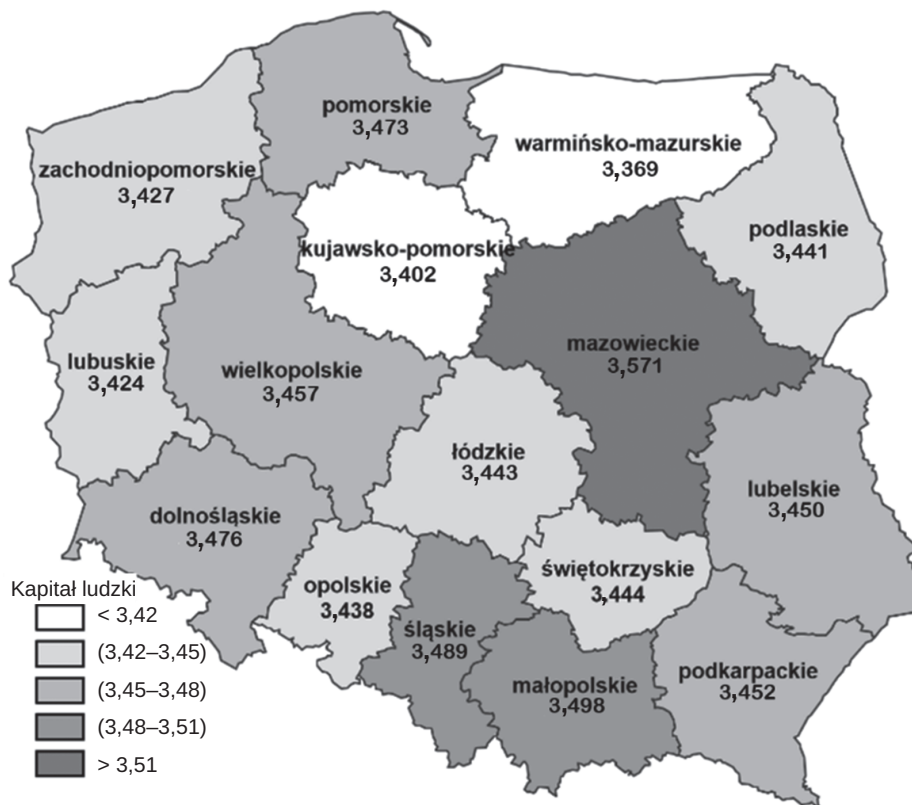 pomorskie
3,473
warmińsko-mazurskie
3,369
zachodniopomorskie
3,427
podlaskie
3,441
kujawsko-pomorskie
3,402
mazowieckie
3,571
lubuskie
3,424
wielkopolskie
3,457
łódzkie
3,443
lubelskie
3,450
dolnośląskie
3,476
świętokrzyskie
3,444
opolskie
3,438
śląskie
3,489
małopolskie
3,498
podkarpackie
3,452
Kapitał ludzki
< 3,42
(3,42–3,45)
(3,45–3,48)
(3,48–3,51)
> 3,51